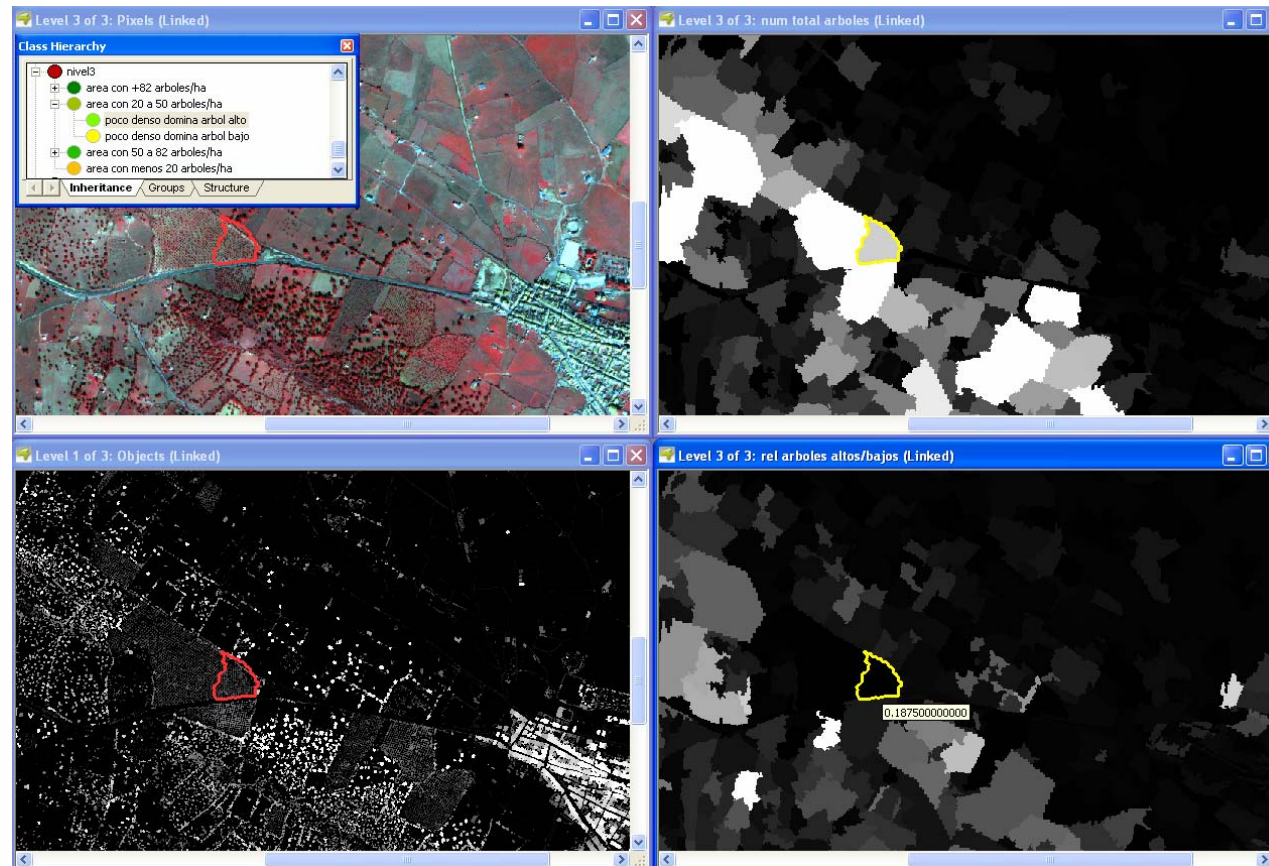 Level 3 of 3: Pixels (Linked)
Class Hierarchy
nivel3
area con +82 arboles/ha
area con 20 a 50 arboles/ha
poco denso domina arbol alto
poco denso domina arbol bajo
area con 50 a 82 arboles/ha
area con menos 20 arboles/ha
Inheritance Groups Structure
Level 3 of 3: num total arboles (Linked)
Level 1 of 3: Objects (Linked)
Level 3 of 3: rel arboles altos/bajos (Linked)
0.187500000000